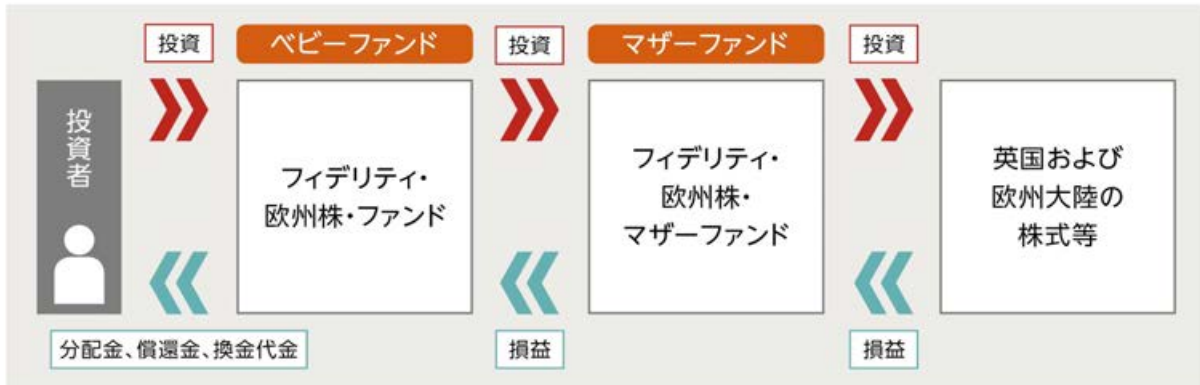 投資
ベビーファンド
投資
マザーファンド
投資
投資者
フィデリティ・
欧州株・ファンド
フィデリティ・
欧州株・
マザーファンド
英国および
欧州大陸の
株式等
分配金、償還金、換金代金
損益
損益